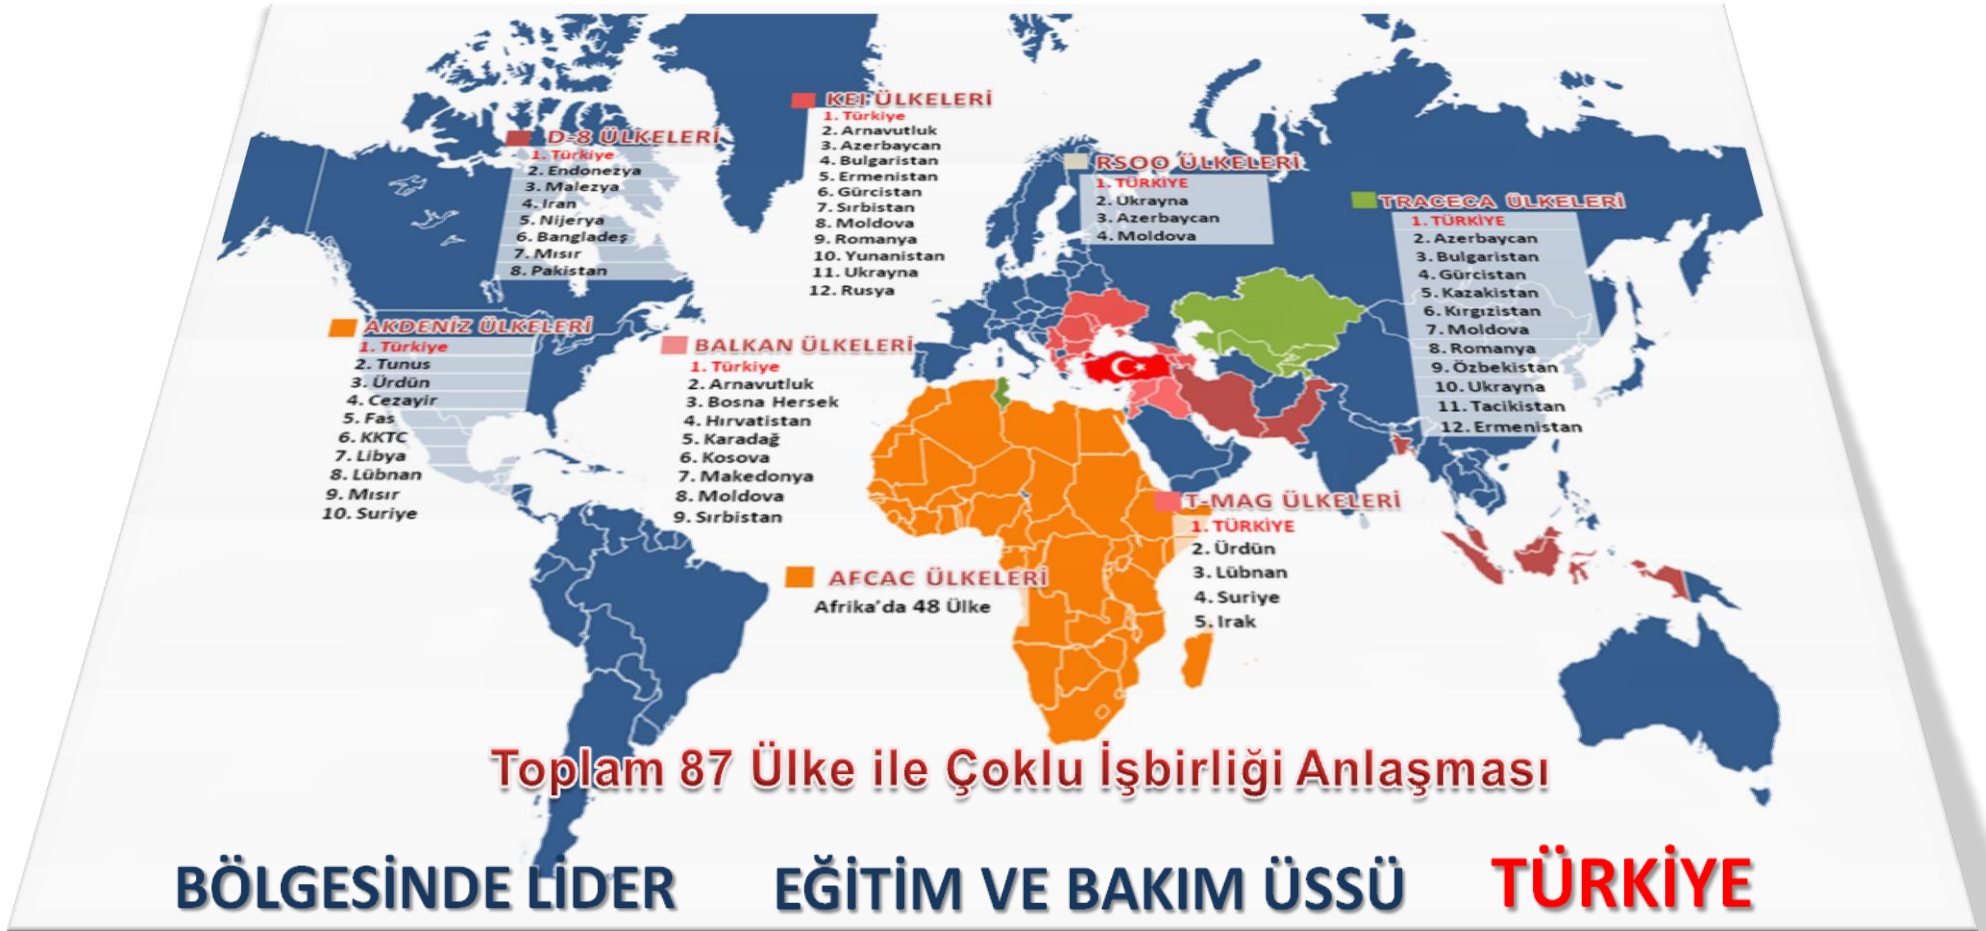 KEİ ÜLKELERİ
1. Türkiye
2. Arnavutluk
3. Azerbaycan
4. Bulgaristan
5. Ermenistan
6. Gürcistan
7. Sırbistan
8. Moldova
9. Romanya
10. Yunanistan
11. Ukrayna
12. Rusya
D-8 ÜLKELERİ
1. Türkiye
2. Endonezya
3. Malezya
4. İran
5. Nijerya
6. Bangladeş
7. Mısır
8. Pakistan
RSOO ÜLKELERİ
1. TÜRKİYE
2. Ukrayna
3. Azerbaycan
4. Moldova
TRACECA ÜLKELERİ
1. TÜRKİYE
2. Azerbaycan
3. Bulgaristan
4. Gürcistan
5. Kazakistan
6. Kırgızistan
7. Moldova
8. Romanya
9. Özbekistan
10. Ukrayna
11. Tacikistan
12. Ermenistan
AKDENİZ ÜLKELERİ
1. Türkiye
2. Tunus
3. Ürdün
4. Cezayir
5. Fas
6. KKTC
7. Libya
8. Lübnan
9. Mısır
10. Suriye
BALKAN ÜLKELERİ
1. Türkiye
2. Arnavutluk
3. Bosna Hersek
4. Hırvatistan
5. Karadağ
6. Kosova
7. Makedonya
8. Moldova
9. Sırbistan
T-MAG ÜLKELERİ
1. TÜRKİYE
2. Ürdün
3. Lübnan
4. Suriye
5. Irak
AFCAC ÜLKELERİ
Afrika'da 48 Ülke
Toplam 87 Ülke ile Çoklu İşbirliği Anlaşması
BÖLGESİNDE LİDER EĞİTİM VE BAKIM ÜSSÜ TÜRKİYE